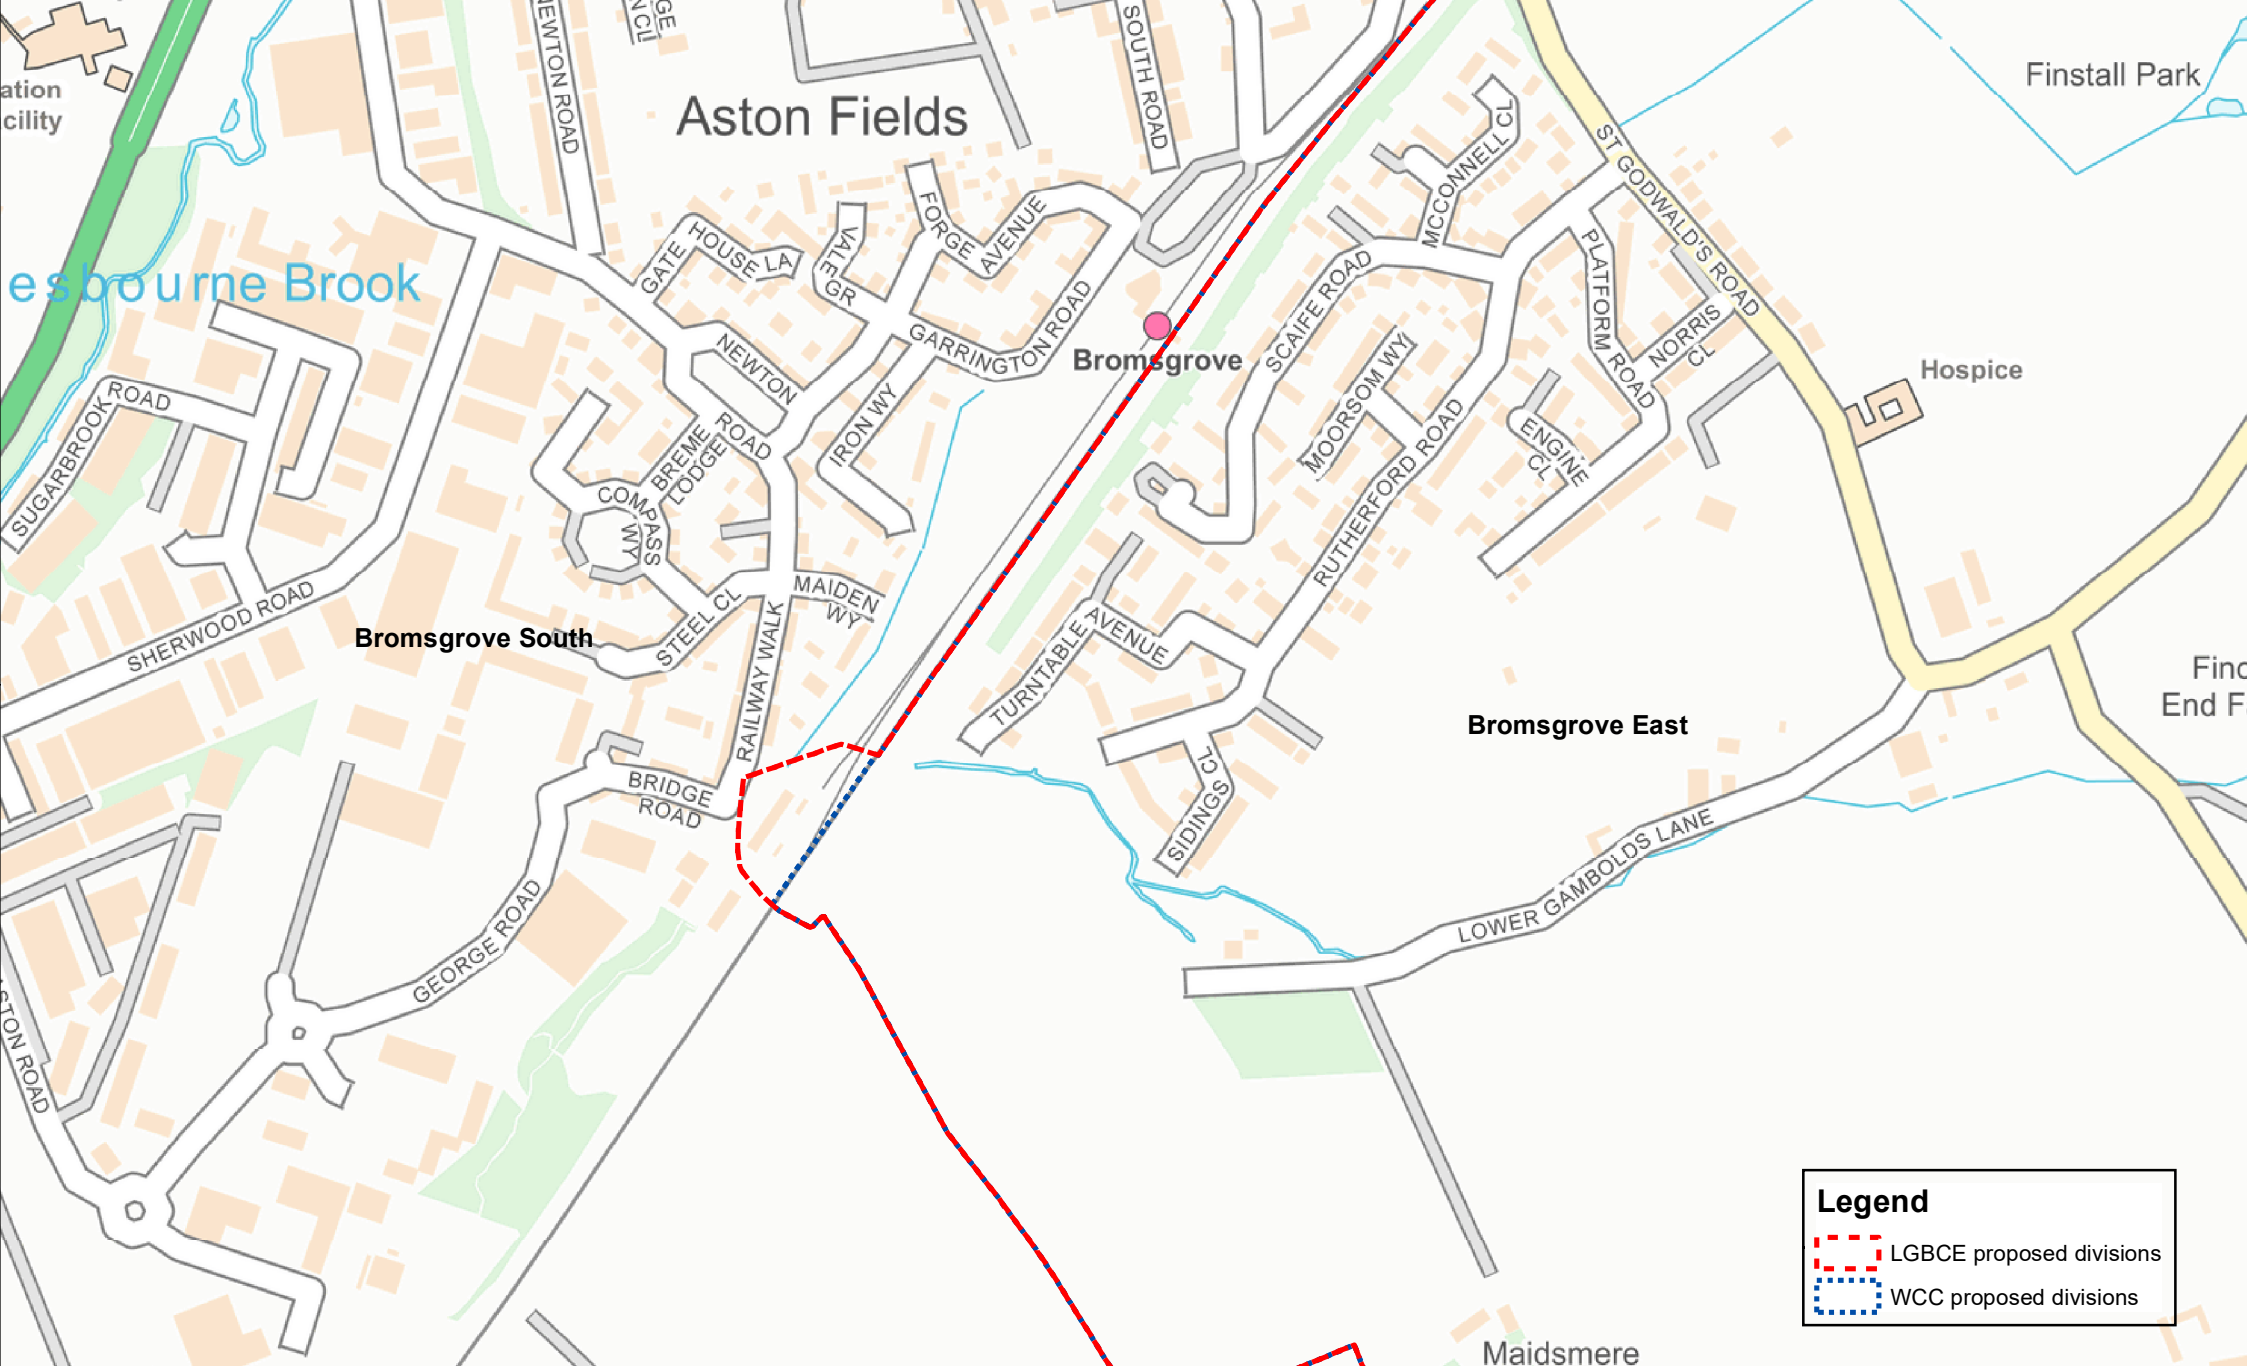 NEWTON ROAD
SOUTH ROAD
Finstall Park
ation
cility
Aston Fields
ST GODWALD'S ROAD
MCCONNELL CL
FORGE
AVENUE
GATE
HOUSE LA
VALE
GR
esbourne Brook
GARRINGTON ROAD
Bromsgrove
SCAIFE ROAD
PLATFORM ROAD
NORRIS
CL
MOORSOM WY
NEWTON
ROAD
Hospice
SUGARBROOK
ROAD
IRON WY
BREME
LODGE
COMPASS
WY
ENGINE
CL
RUTHERFORD ROAD
SHERWOOD ROAD
Bromsgrove South
STEEL CL
MAIDEN
WY
RAILWAY WALK
TURNTABLE
AVENUE
Bromsgrove East
End F
BRIDGE
ROAD
SIDINGS CL
LOWER GAMBOLDS LANE
GEORGE ROAD
STON ROAD
Legend
LGBCE proposed divisions
WCC proposed divisions
Maidsmere